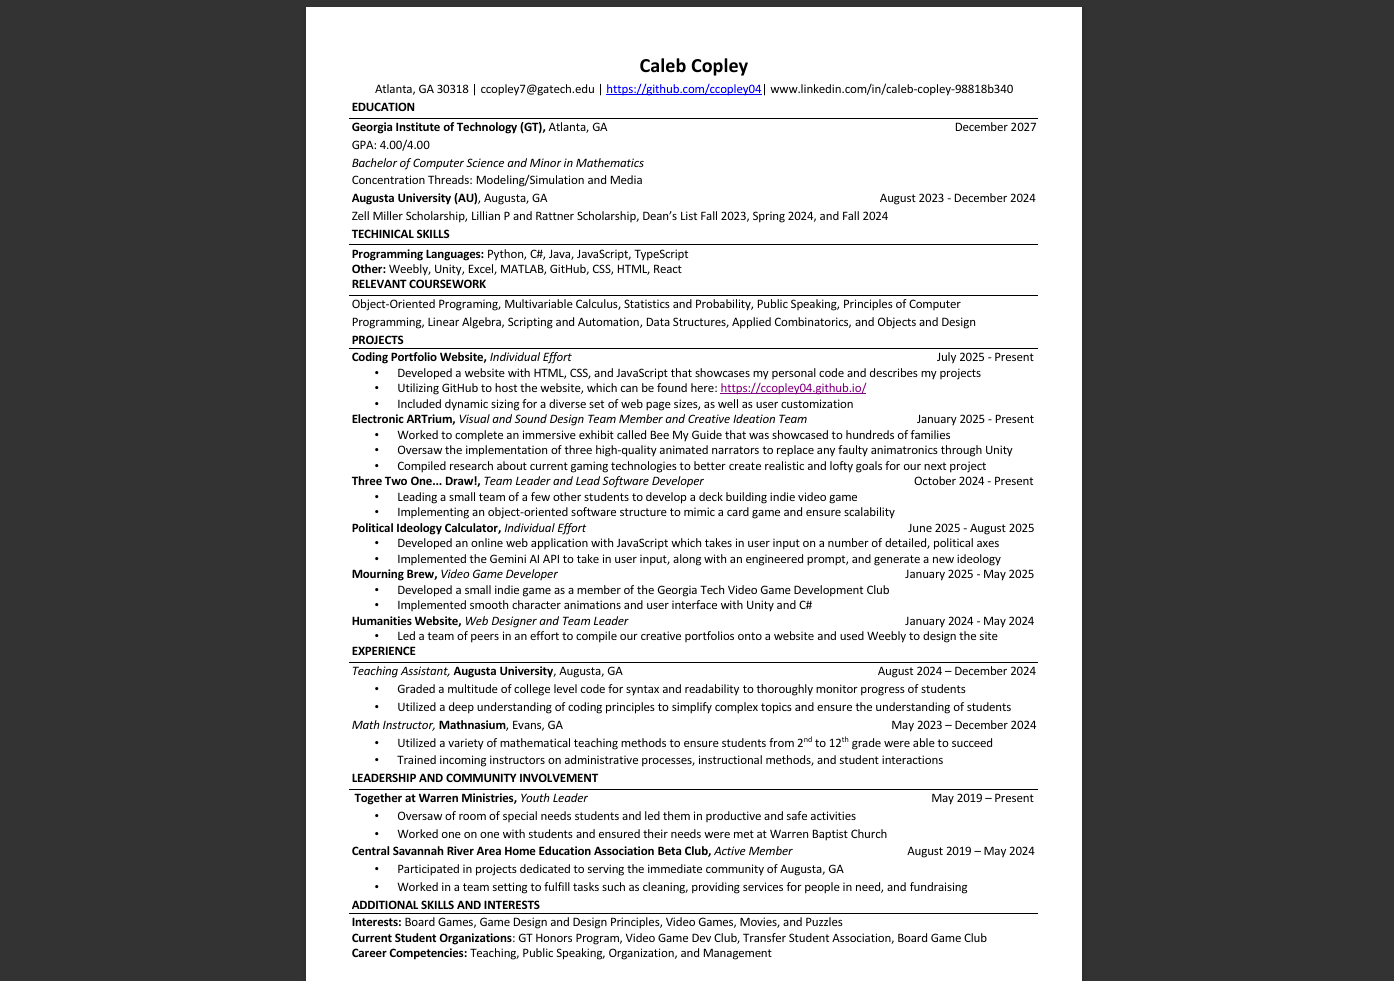 Caleb Copley
Atlanta, GA 30318 | ccopley7@gatech.edu | https://github.com/ccopley04| www.linkedin.com/in/caleb-copley-98818b340
EDUCATION
Georgia Institute of Technology (GT), Atlanta, GA December 2027
GPA: 4.00/4.00
Bachelor of Computer Science and Minor in Mathematics
Concentration Threads: Modeling/Simulation and Media
Augusta University (AU), Augusta, GA August 2023 - December 2024
Zell Miller Scholarship, Lillian P and Rattner Scholarship, Dean's List Fall 2023, Spring 2024, and Fall 2024
TECHINICAL SKILLS
Programming Languages: Python, C#, Java, JavaScript, TypeScript
Other: Weebly, Unity, Excel, MATLAB, GitHub, CSS, HTML, React
RELEVANT COURSEWORK
Object-Oriented Programing, Multivariable Calculus, Statistics and Probability, Public Speaking, Principles of Computer
Programming, Linear Algebra, Scripting and Automation, Data Structures, Applied Combinatorics, and Objects and Design
PROJECTS
Coding Portfolio Website, Individual Effort July 2025 - Present
• Developed a website with HTML, CSS, and JavaScript that showcases my personal code and describes my projects
• Utilizing GitHub to host the website, which can be found here: https://ccopley04.github.io/
• Included dynamic sizing for a diverse set of web page sizes, as well as user customization
Electronic ARTrium, Visual and Sound Design Team Member and Creative Ideation Team January 2025 - Present
• Worked to complete an immersive exhibit called Bee My Guide that was showcased to hundreds of families
• Oversaw the implementation of three high-quality animated narrators to replace any faulty animatronics through Unity
• Compiled research about current gaming technologies to better create realistic and lofty goals for our next project
Three Two One... Draw!, Team Leader and Lead Software Developer October 2024 - Present
• Leading a small team of a few other students to develop a deck building indie video game
• Implementing an object-oriented software structure to mimic a card game and ensure scalability
Political Ideology Calculator, Individual Effort June 2025 - August 2025
• Developed an online web application with JavaScript which takes in user input on a number of detailed, political axes
• Implemented the Gemini AI API to take in user input, along with an engineered prompt, and generate a new ideology
Mourning Brew, Video Game Developer January 2025 - May 2025
• Developed a small indie game as a member of the Georgia Tech Video Game Development Club
• Implemented smooth character animations and user interface with Unity and C#
Humanities Website, Web Designer and Team Leader January 2024 - May 2024
• Led a team of peers in an effort to compile our creative portfolios onto a website and used Weebly to design the site
EXPERIENCE
Teaching Assistant, Augusta University, Augusta, GA August 2024 – December 2024
• Graded a multitude of college level code for syntax and readability to thoroughly monitor progress of students
• Utilized a deep understanding of coding principles to simplify complex topics and ensure the understanding of students
Math Instructor, Mathnasium, Evans, GA May 2023 – December 2024
• Utilized a variety of mathematical teaching methods to ensure students from 2nd to 12th grade were able to succeed
• Trained incoming instructors on administrative processes, instructional methods, and student interactions
LEADERSHIP AND COMMUNITY INVOLVEMENT
Together at Warren Ministries, Youth Leader May 2019 – Present
• Oversaw of room of special needs students and led them in productive and safe activities
• Worked one on one with students and ensured their needs were met at Warren Baptist Church
Central Savannah River Area Home Education Association Beta Club, Active Member August 2019 – May 2024
• Participated in projects dedicated to serving the immediate community of Augusta, GA
• Worked in a team setting to fulfill tasks such as cleaning, providing services for people in need, and fundraising
ADDITIONAL SKILLS AND INTERESTS
Interests: Board Games, Game Design and Design Principles, Video Games, Movies, and Puzzles
Current Student Organizations: GT Honors Program, Video Game Dev Club, Transfer Student Association, Board Game Club
Career Competencies: Teaching, Public Speaking, Organization, and Management